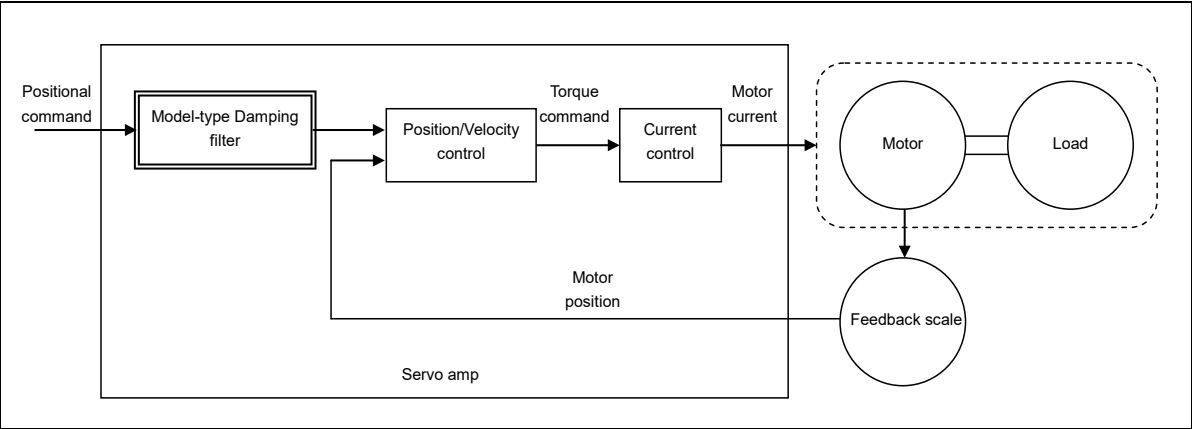 Positional
command
Model-type Damping
filter
Position/Velocity
control
Torque
command
Current
control
Motor
current
Motor
Load
Motor
position
Feedback scale
Servo amp